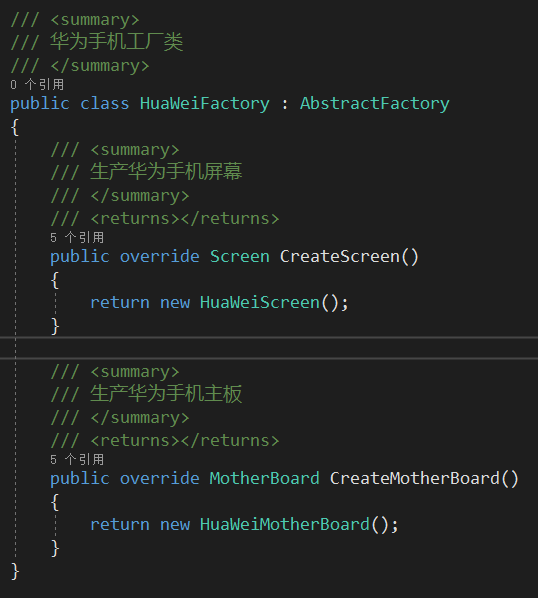 /// <summary>
/// 华为手机工厂类
/// </summary>
0 个引用
public class HuaWeiFactory : AbstractFactory
{
/// <summary>
/// 生产华为手机屏幕
/// </summary>
/// <returns></returns>
5 个引用
public override Screen CreateScreen()
{
return new HuaWeiScreen();
}
/// <summary>
/// 生产华为手机主板
/// </summary>
/// <returns></returns>
5 个引用
public override MotherBoard CreateMotherBoard()
{
return new HuaWeiMotherBoard();
}
}